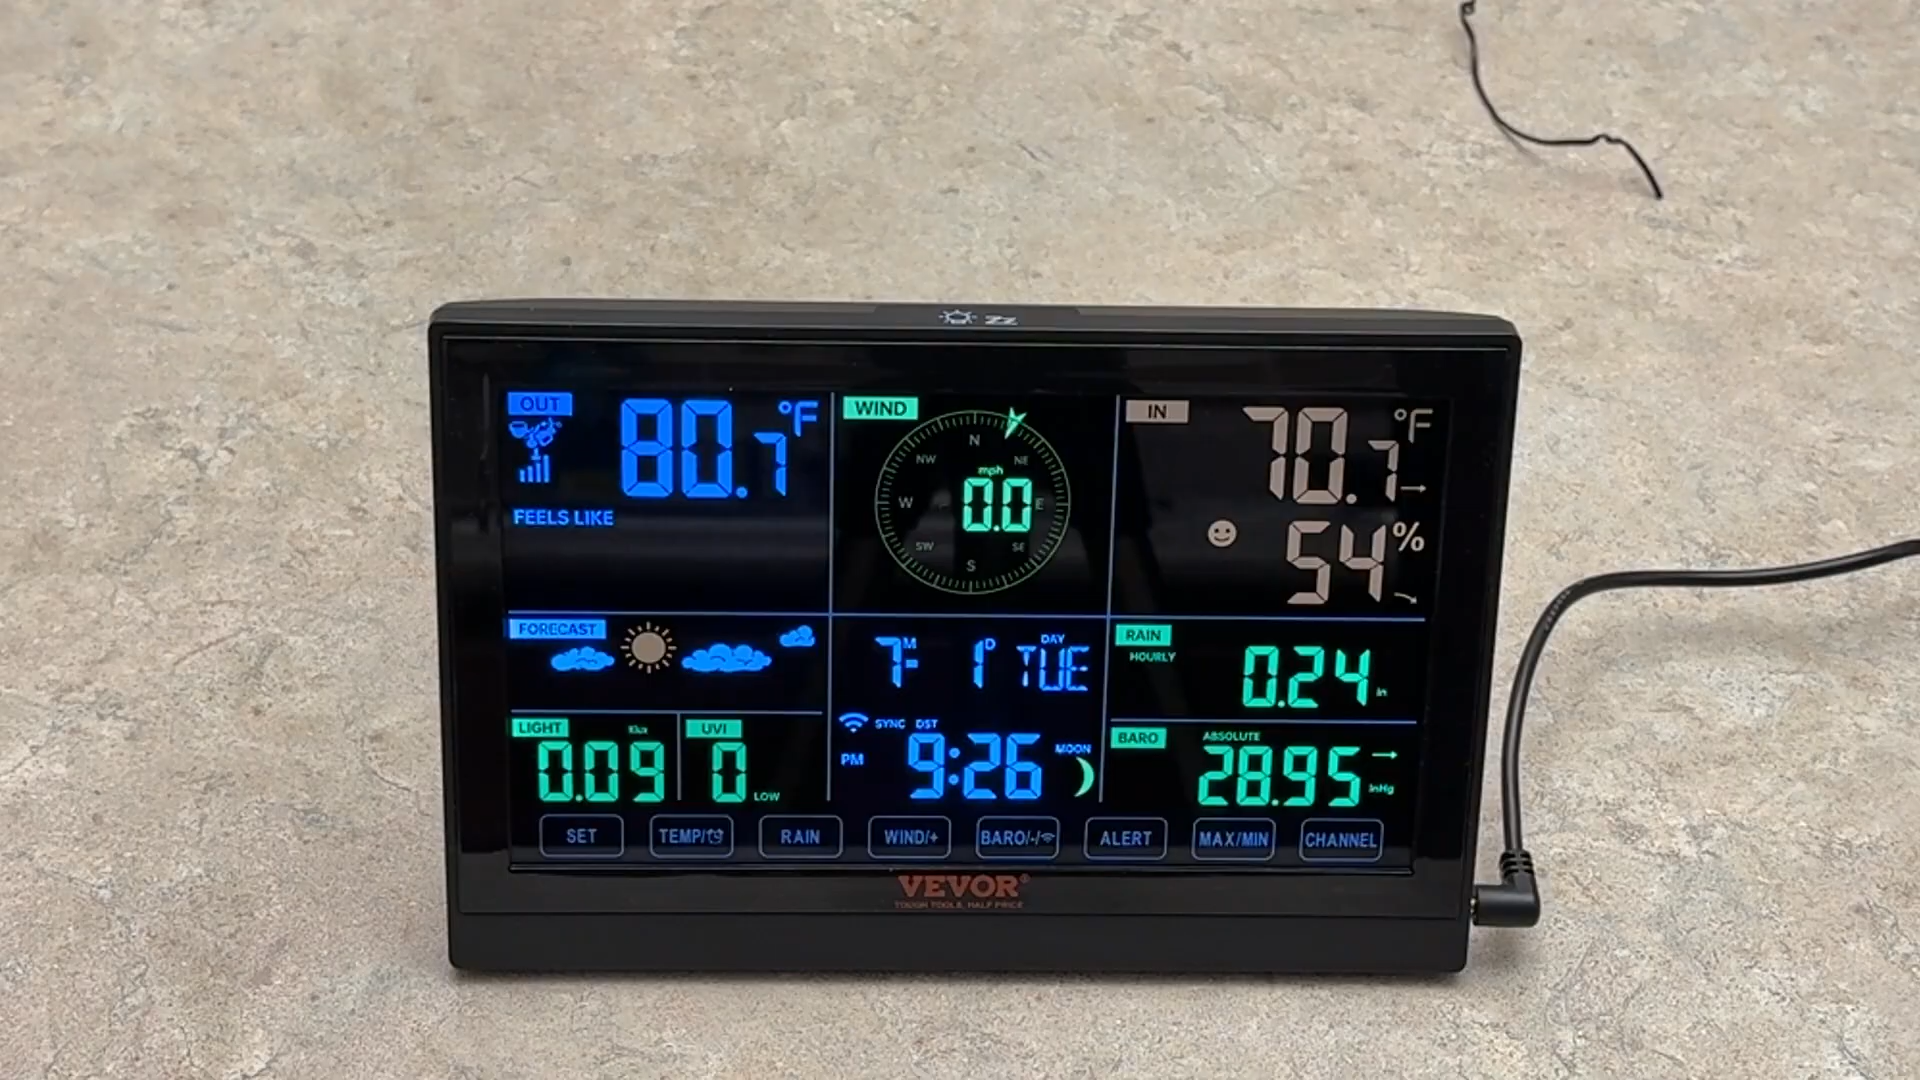 OUT
80.7 °F
FEELS LIKE
WIND
N
NW NE
mph
W 0.0 E
SW SE
S
IN
70.7 °F
54 %
FORECAST
7 M - 1 D DAY TUE
RAIN
HOURLY
0.24 in
LIGHT Klux
0.09
UVI
0 LOW
SYNC DST
PM 9:26 MOON
BARO ABSOLUTE
28.95 inHg
SET TEMP/ RAIN WIND/+ BARO/-/ ALERT MAX/MIN CHANNEL
VEVOR®
TOUGH TOOLS, HALF PRICE